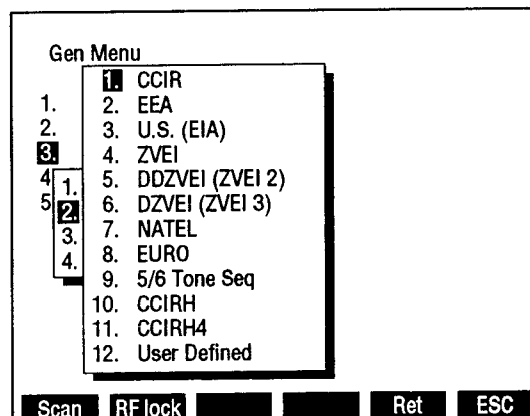 Gen Menu
1.
2.
3.
4
5
1.
2.
3.
4.
1. CCIR
2. EEA
3. U.S. (EIA)
4. ZVEI
5. DDZVEI (ZVEI 2)
6. DZVEI (ZVEI 3)
7. NATEL
8. EURO
9. 5/6 Tone Seq
10. CCIRH
11. CCIRH4
12. User Defined
Scan RF lock Ret ESC